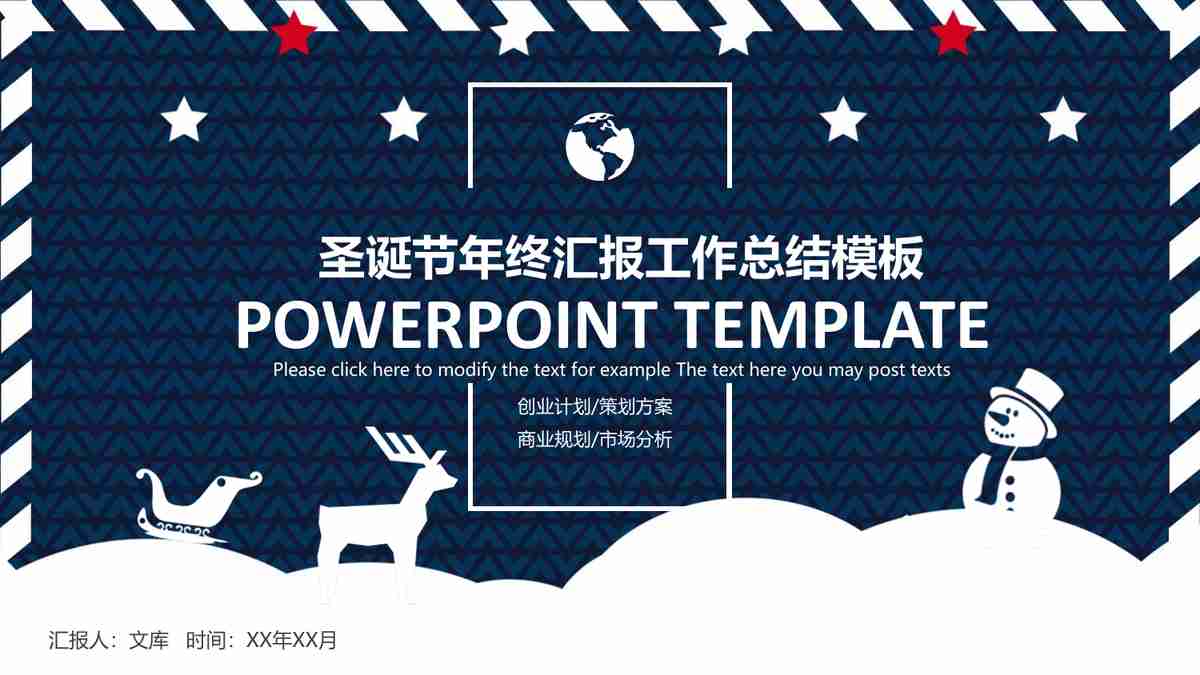 圣诞节年终汇报工作总结模板
POWERPOINT TEMPLATE
Please click here to modify the text for example The text here you may post texts
创业计划/策划方案
商业规划/市场分析
汇报人：文库 时间：XX年XX月